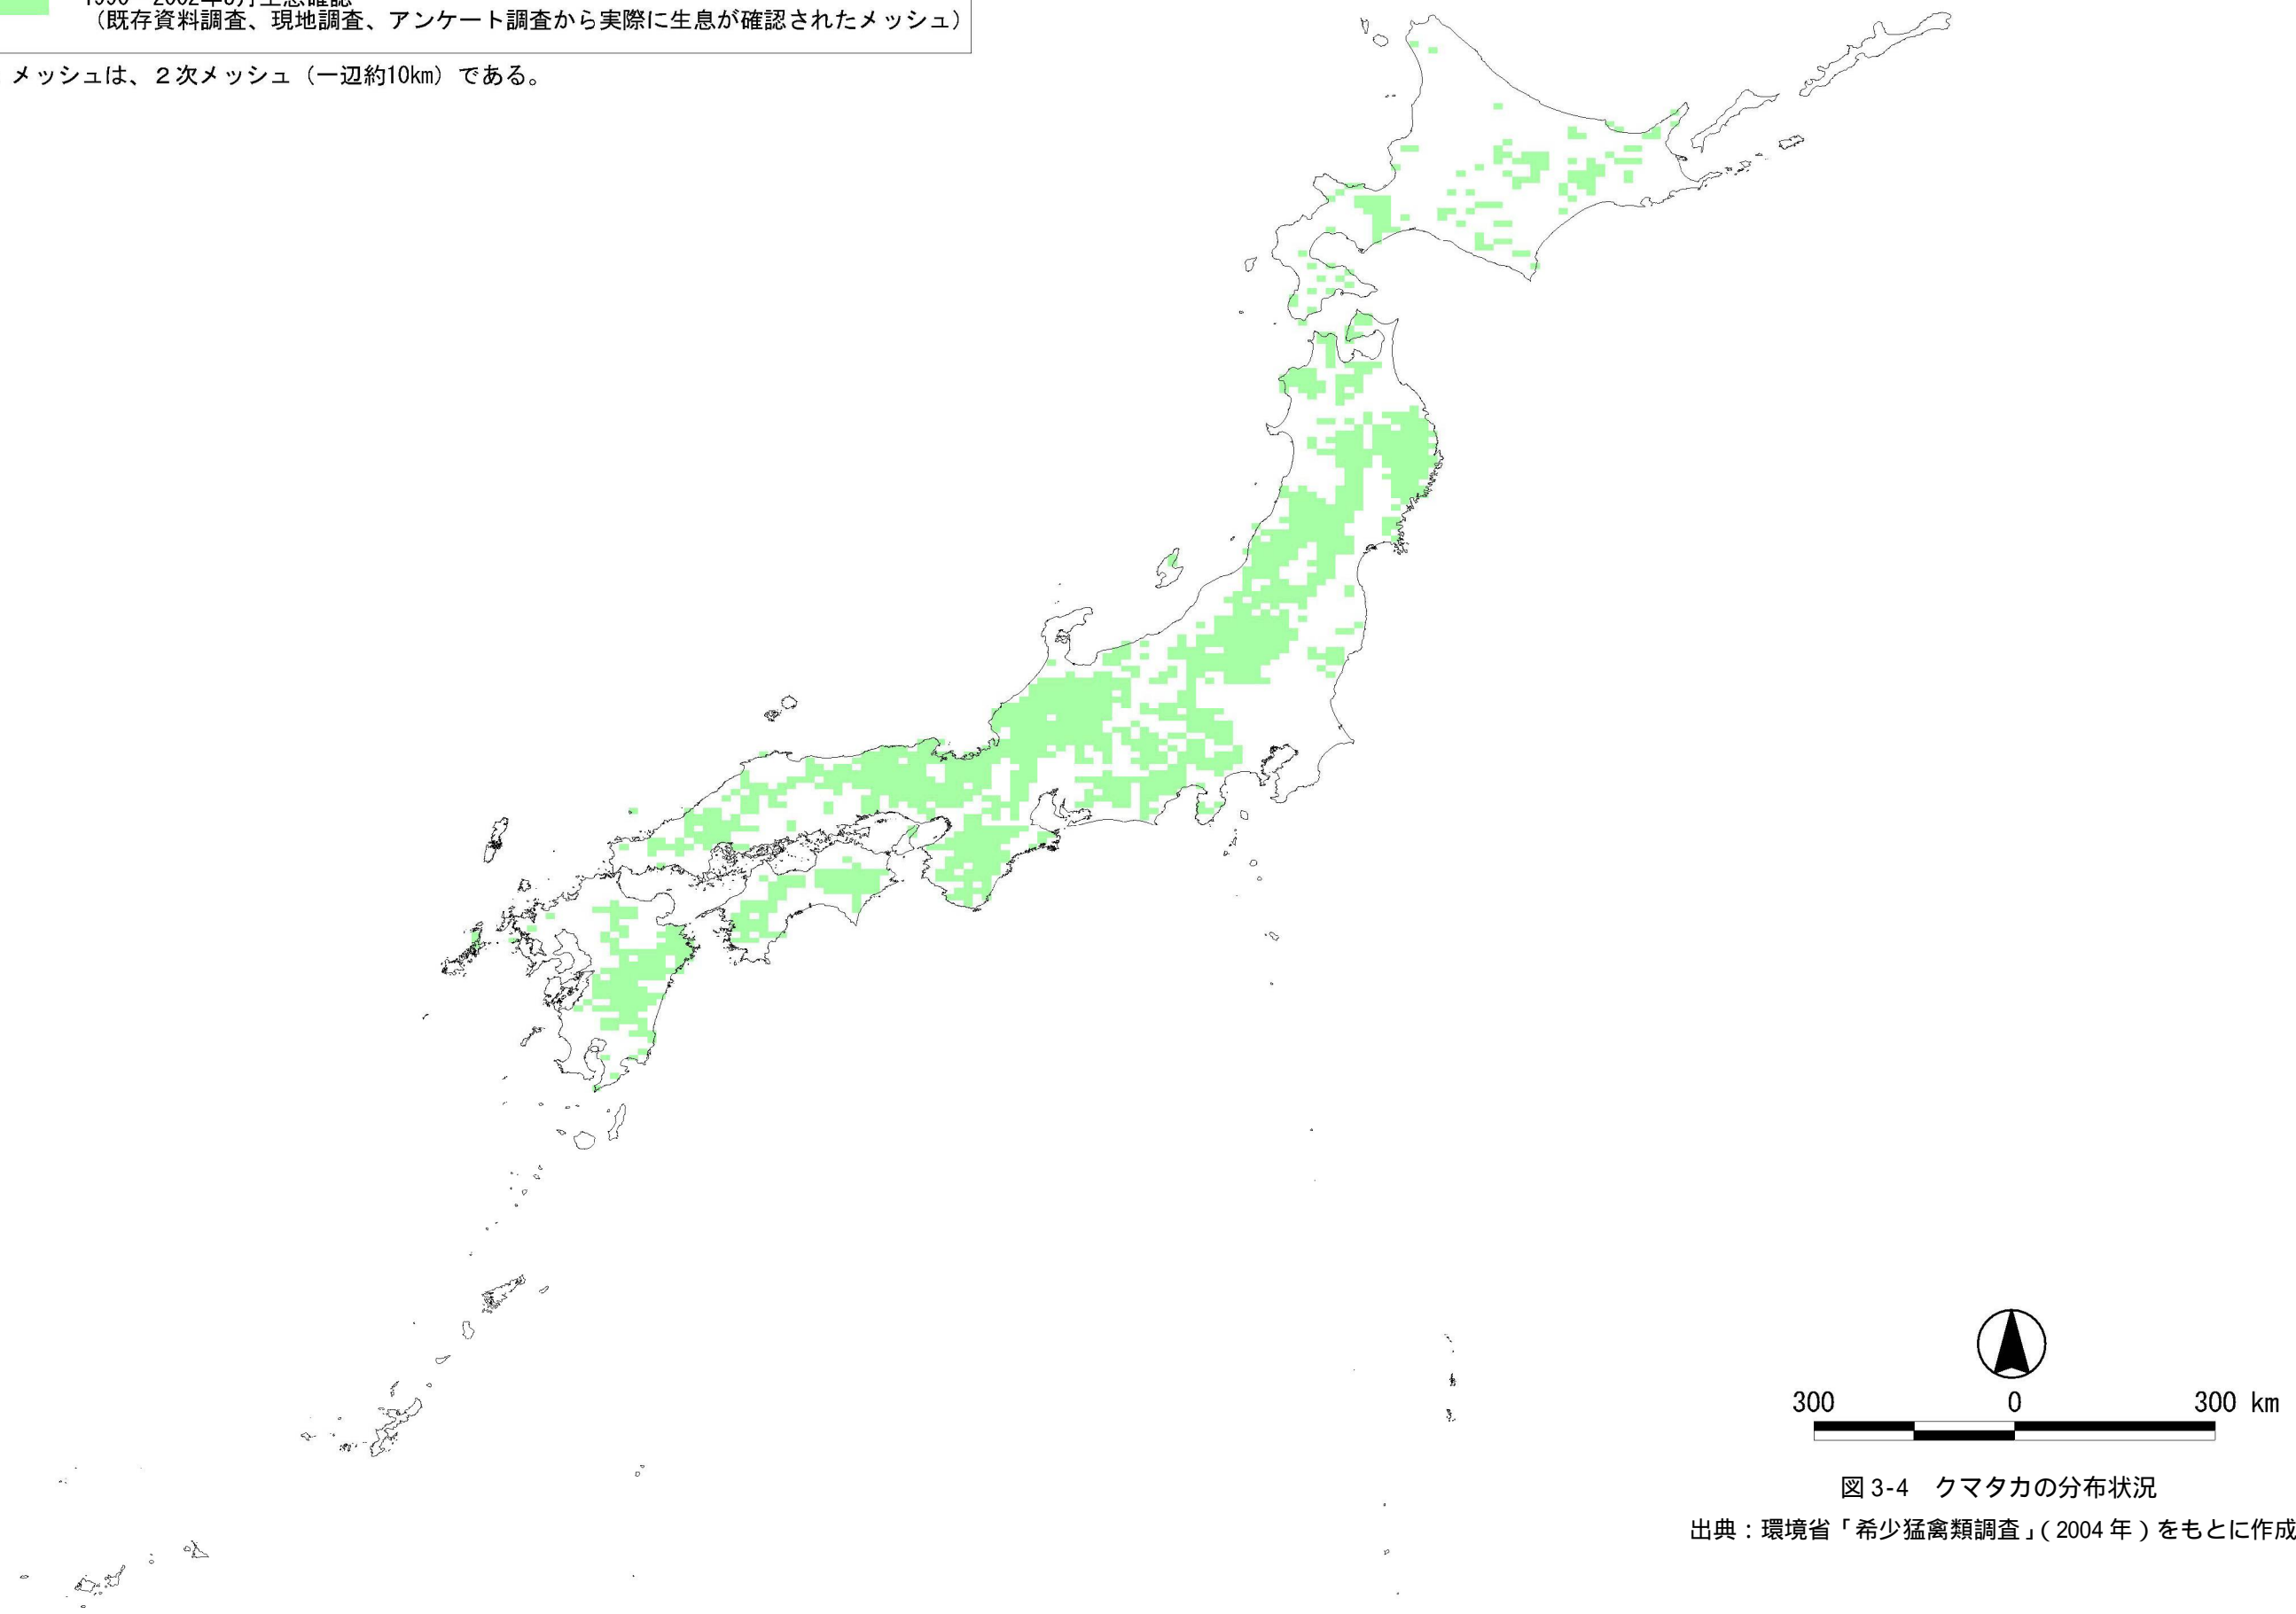 (既存資料調査、現地調査、アンケート調査から実際に生息が確認されたメッシュ)
メッシュは、2次メッシュ(一辺約10km)である。
300 0 300 km
図 3-4 クマタカの分布状況
出典:環境省「希少猛禽類調査」(2004 年)をもとに作成